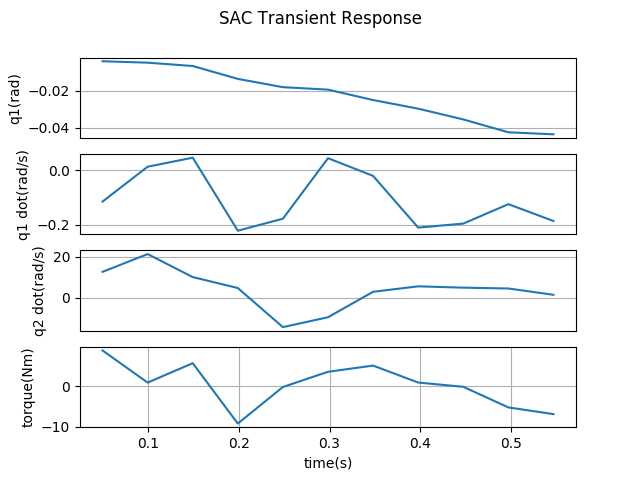 SAC Transient Response
q1(rad)
−0.02
−0.04
q1 dot(rad/s)
0.0
−0.2
q2 dot(rad/s)
20
0
torque(Nm)
0
−10
0.1 0.2 0.3 0.4 0.5
time(s)